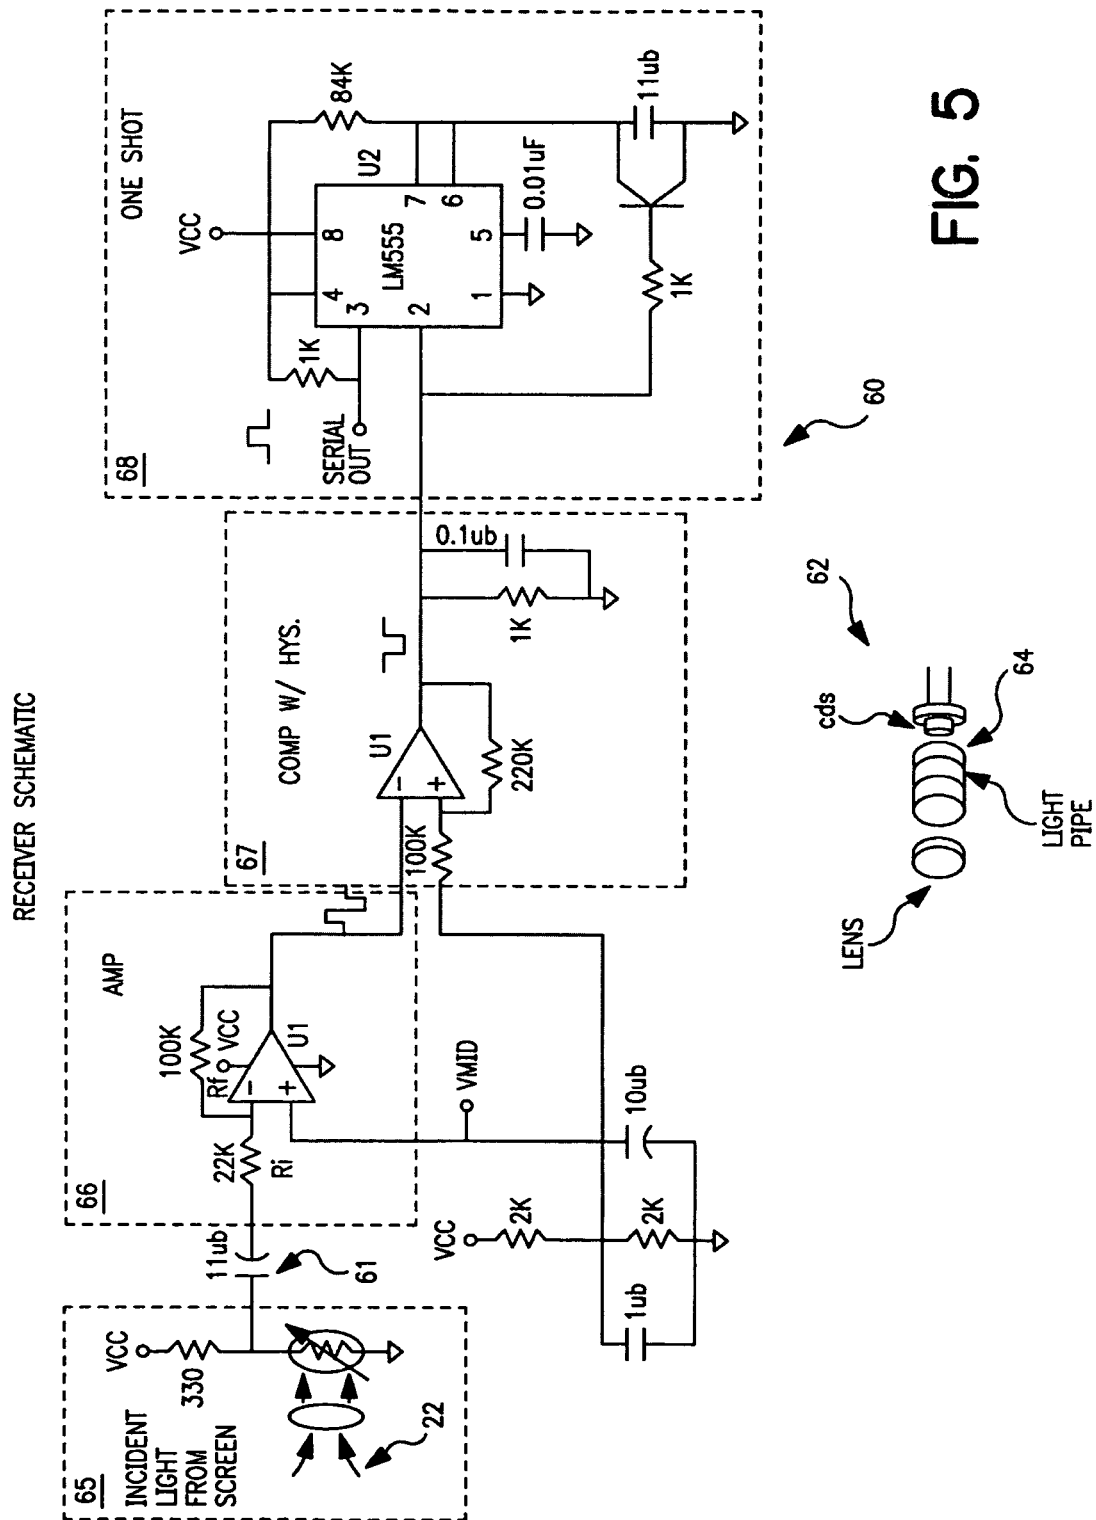 RECEIVER SCHEMATIC
65
INCIDENT
LIGHT
FROM
SCREEN
VCC
330
22
11ub
61
66
AMP
22K
Ri
100K
Rf
VCC
U1
-
+
VMID
VCC
2K
2K
1ub
10ub
67
COMP W/ HYS.
100K
U1
-
+
220K
1K
0.1ub
68
ONE SHOT
SERIAL
OUT
1K
VCC
4
8
3
LM555
2
7
6
1
5
U2
84K
0.01uF
1K
11ub
60
62
LENS
LIGHT
PIPE
cds
64
FIG. 5